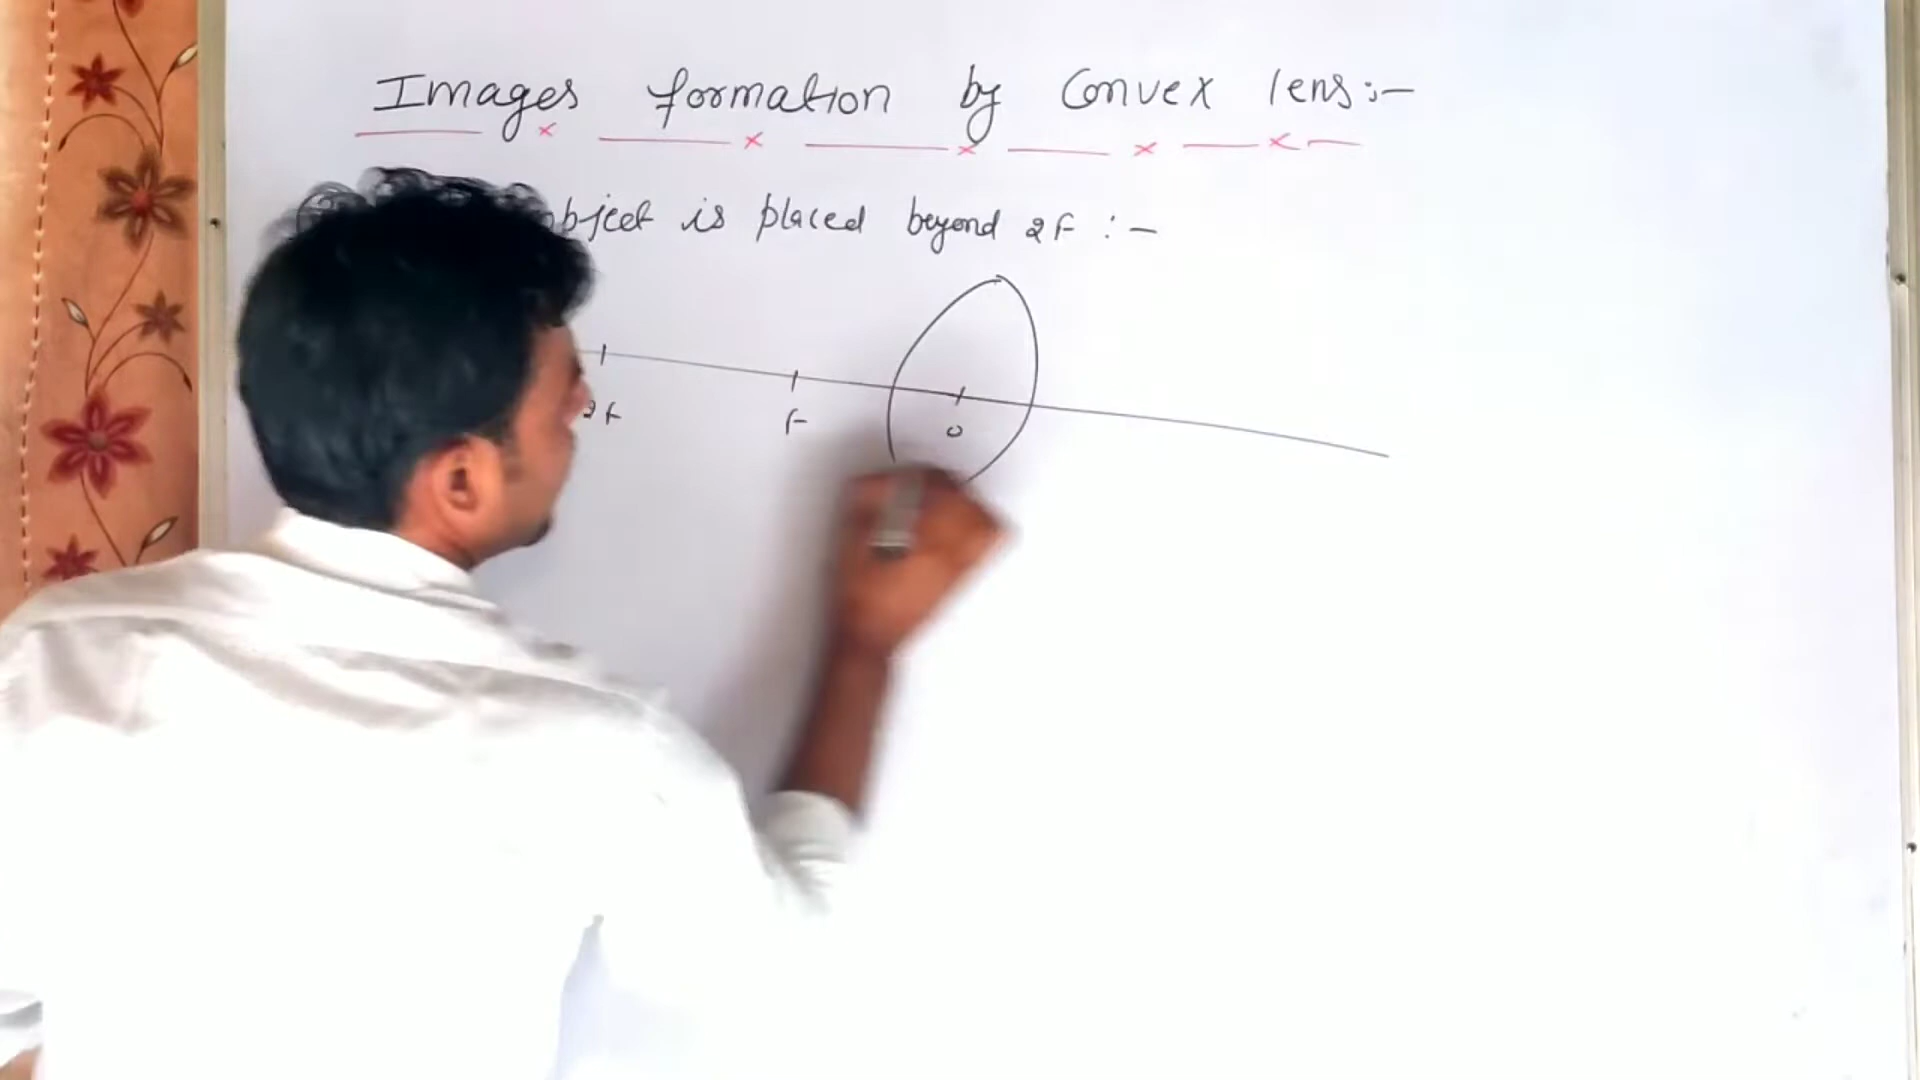 Images formation by Convex lens:-
object is placed beyond 2F :-
2F F O